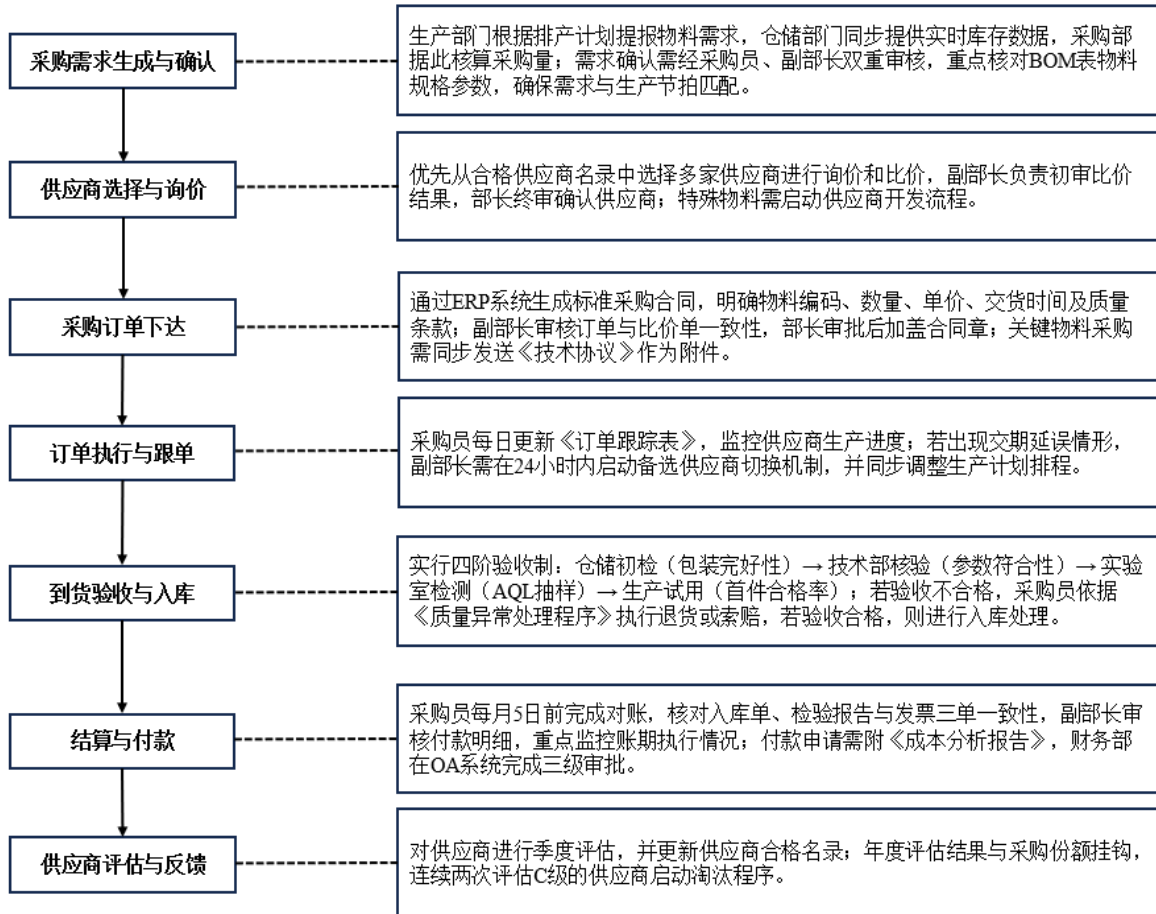 采购需求生成与确认
生产部门根据排产计划提报物料需求，仓储部门同步提供实时库存数据，采购部
据此核算采购量；需求确认需经采购员、副部长双重审核，重点核对BOM表物料
规格参数，确保需求与生产节拍匹配。
供应商选择与询价
优先从合格供应商名录中选择多家供应商进行询价和比价，副部长负责初审比价
结果，部长终审确认供应商；特殊物料需启动供应商开发流程。
采购订单下达
通过ERP系统生成标准采购合同，明确物料编码、数量、单价、交货时间及质量
条款；副部长审核订单与比价单一致性，部长审批后加盖合同章；关键物料采购
需同步发送《技术协议》作为附件。
订单执行与跟单
采购员每日更新《订单跟踪表》，监控供应商生产进度；若出现交期延误情形，
副部长需在24小时内启动备选供应商切换机制，并同步调整生产计划排程。
到货验收与入库
实行四阶验收制：仓储初检（包装完好性）→ 技术部核验（参数符合性）→ 实验
室检测（AQL抽样）→ 生产试用（首件合格率）；若验收不合格，采购员依据
《质量异常处理程序》执行退货或索赔，若验收合格，则进行入库处理。
结算与付款
采购员每月5日前完成对账，核对入库单、检验报告与发票三单一致性，副部长审
核付款明细，重点监控账期执行情况；付款申请需附《成本分析报告》，财务部
在OA系统完成三级审批。
供应商评估与反馈
对供应商进行季度评估，并更新供应商合格名录；年度评估结果与采购份额挂钩，
连续两次评估C级的供应商启动淘汰程序。